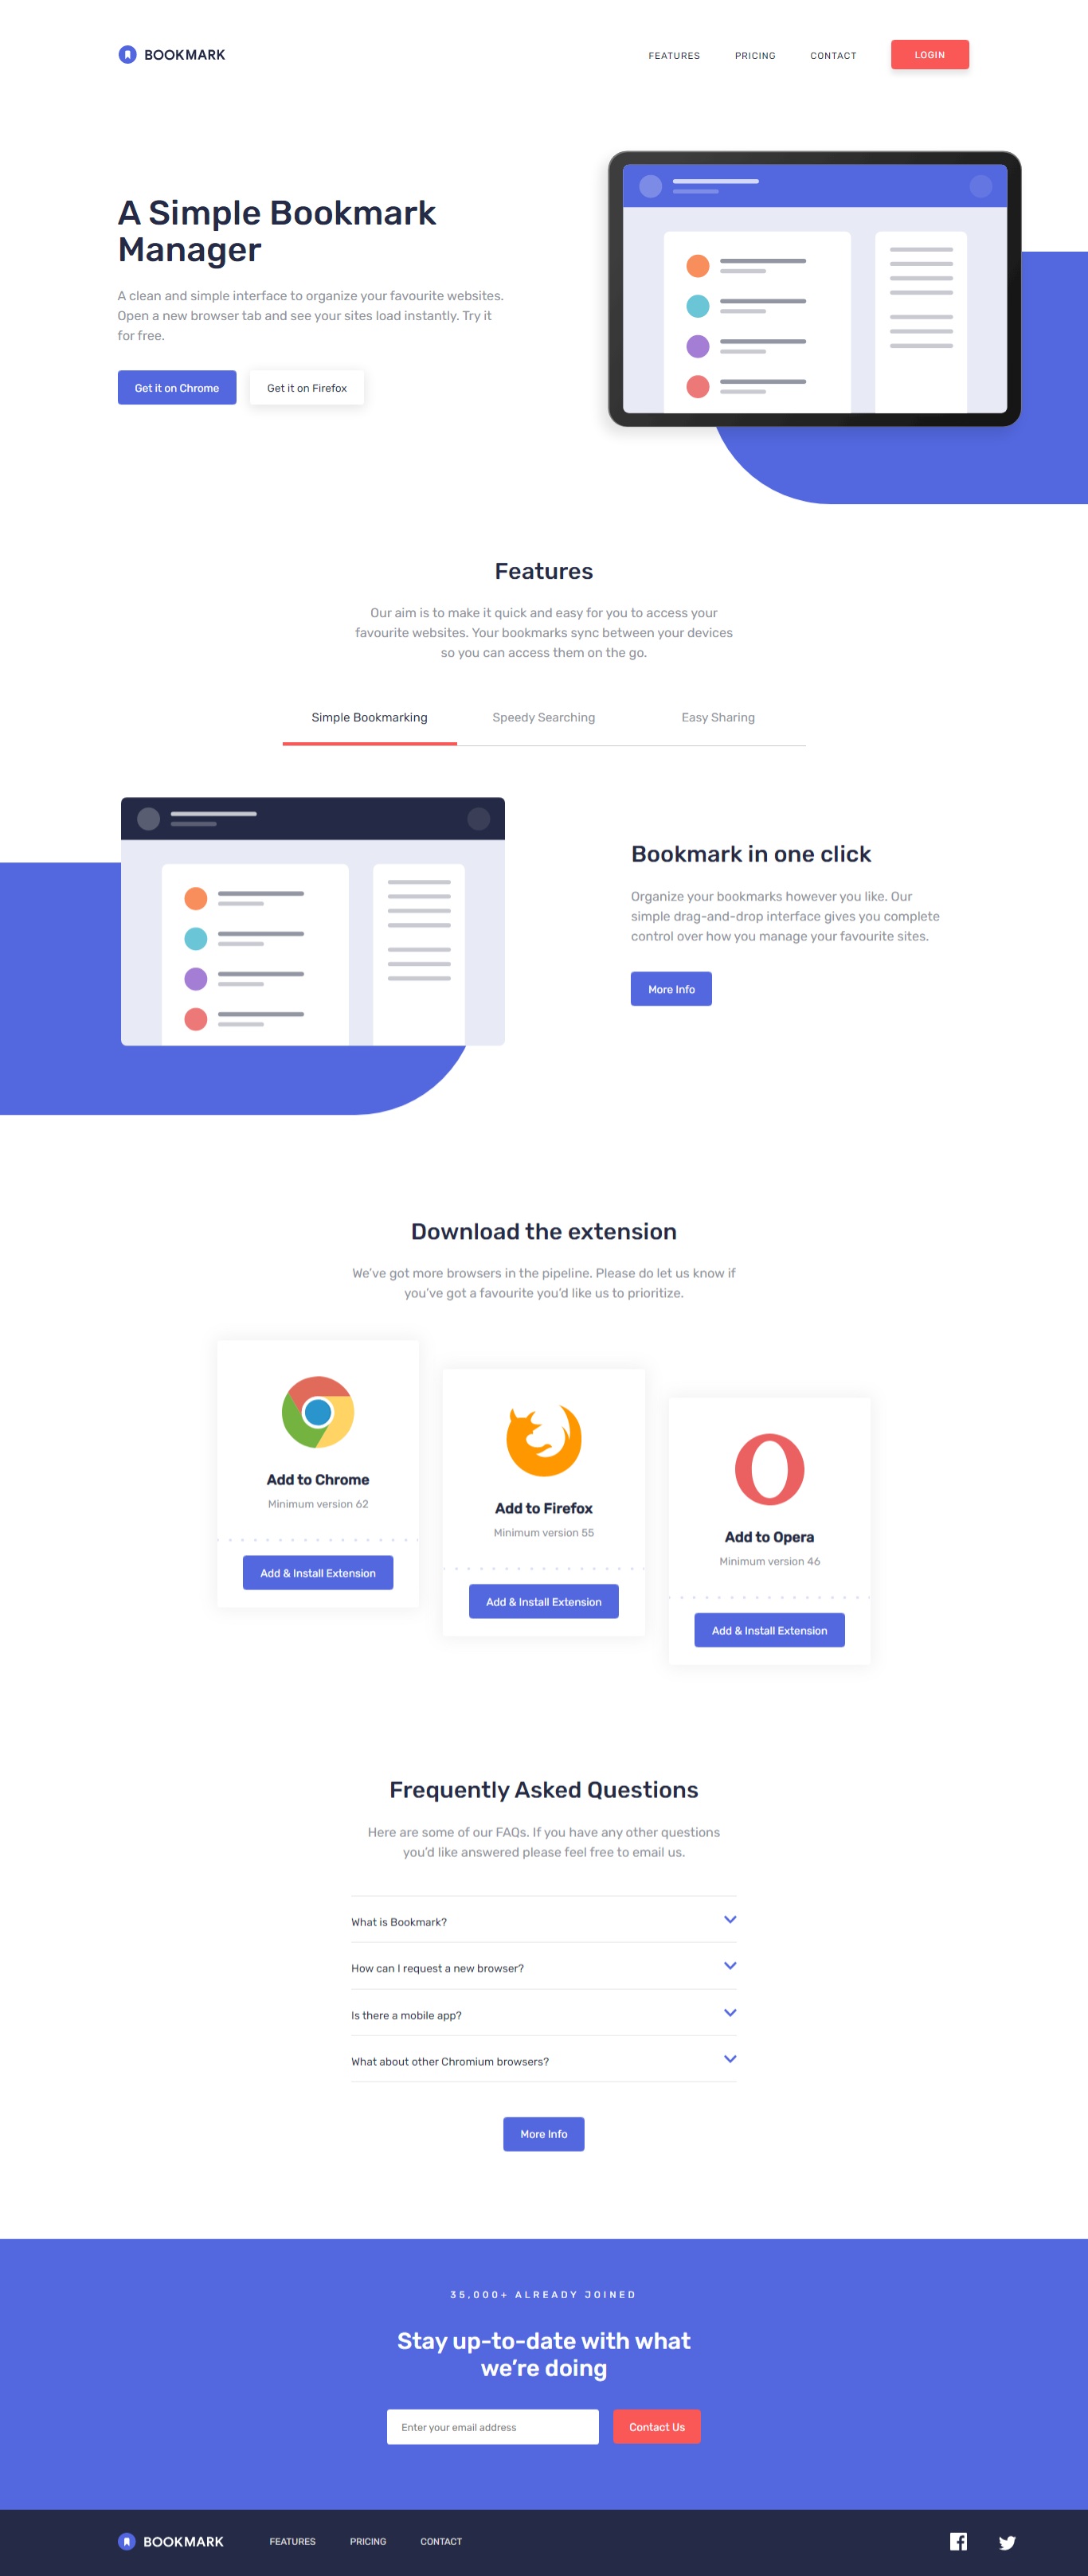 BOOKMARK
FEATURES PRICING CONTACT LOGIN
A Simple Bookmark
Manager
A clean and simple interface to organize your favourite websites.
Open a new browser tab and see your sites load instantly. Try it
for free.
Get it on Chrome Get it on Firefox
Features
Our aim is to make it quick and easy for you to access your
favourite websites. Your bookmarks sync between your devices
so you can access them on the go.
Simple Bookmarking Speedy Searching Easy Sharing
Bookmark in one click
Organize your bookmarks however you like. Our
simple drag-and-drop interface gives you complete
control over how you manage your favourite sites.
More Info
Download the extension
We’ve got more browsers in the pipeline. Please do let us know if
you’ve got a favourite you’d like us to prioritize.
Add to Chrome
Minimum version 62
Add & Install Extension
Add to Firefox
Minimum version 55
Add & Install Extension
Add to Opera
Minimum version 46
Add & Install Extension
Frequently Asked Questions
Here are some of our FAQs. If you have any other questions
you’d like answered please feel free to email us.
What is Bookmark?
How can I request a new browser?
Is there a mobile app?
What about other Chromium browsers?
More Info
35,000+ ALREADY JOINED
Stay up-to-date with what
we’re doing
Enter your email address Contact Us
BOOKMARK FEATURES PRICING CONTACT